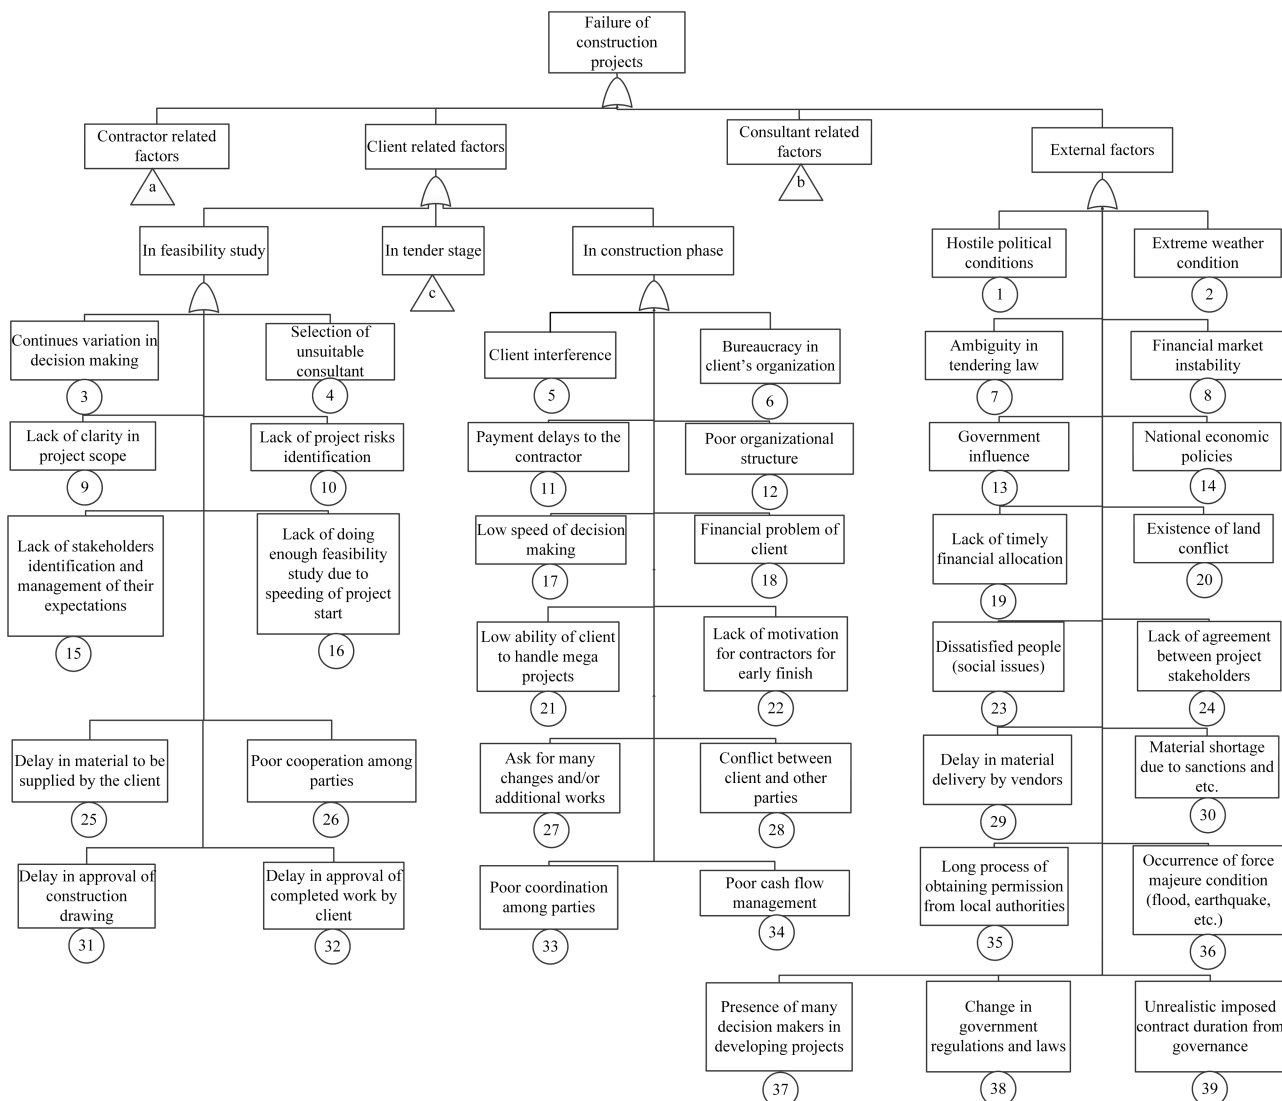 Failure of
construction
projects
Contractor related
factors
a
Client related factors
Consultant related
factors
b
External factors
In feasibility study
In tender stage
c
In construction phase
Hostile political
conditions
1
Extreme weather
condition
2
Continues variation in
decision making
3
Selection of
unsuitable
consultant
4
Client interference
5
Bureaucracy in
client’s organization
6
Ambiguity in
tendering law
7
Financial market
instability
8
Lack of clarity in
project scope
9
Lack of project risks
identification
10
Payment delays to the
contractor
11
Poor organizational
structure
12
Government
influence
13
National economic
policies
14
Lack of stakeholders
identification and
management of their
expectations
15
Lack of doing
enough feasibility
study due to
speeding of project
start
16
Low speed of decision
making
17
Financial problem of
client
18
Lack of timely
financial allocation
19
Existence of land
conflict
20
Low ability of client
to handle mega
projects
21
Lack of motivation
for contractors for
early finish
22
Dissatisfied people
(social issues)
23
Lack of agreement
between project
stakeholders
24
Delay in material to be
supplied by the client
25
Poor cooperation among
parties
26
Ask for many
changes and/or
additional works
27
Conflict between
client and other
parties
28
Delay in material
delivery by vendors
29
Material shortage
due to sanctions and
etc.
30
Delay in approval of
construction
drawing
31
Delay in approval of
completed work by
client
32
Poor coordination
among parties
33
Poor cash flow
management
34
Long process of
obtaining permission
from local authorities
35
Occurrence of force
majeure condition
(flood, earthquake,
etc.)
36
Presence of many
decision makers in
developing projects
37
Change in
government
regulations and laws
38
Unrealistic imposed
contract duration from
governance
39